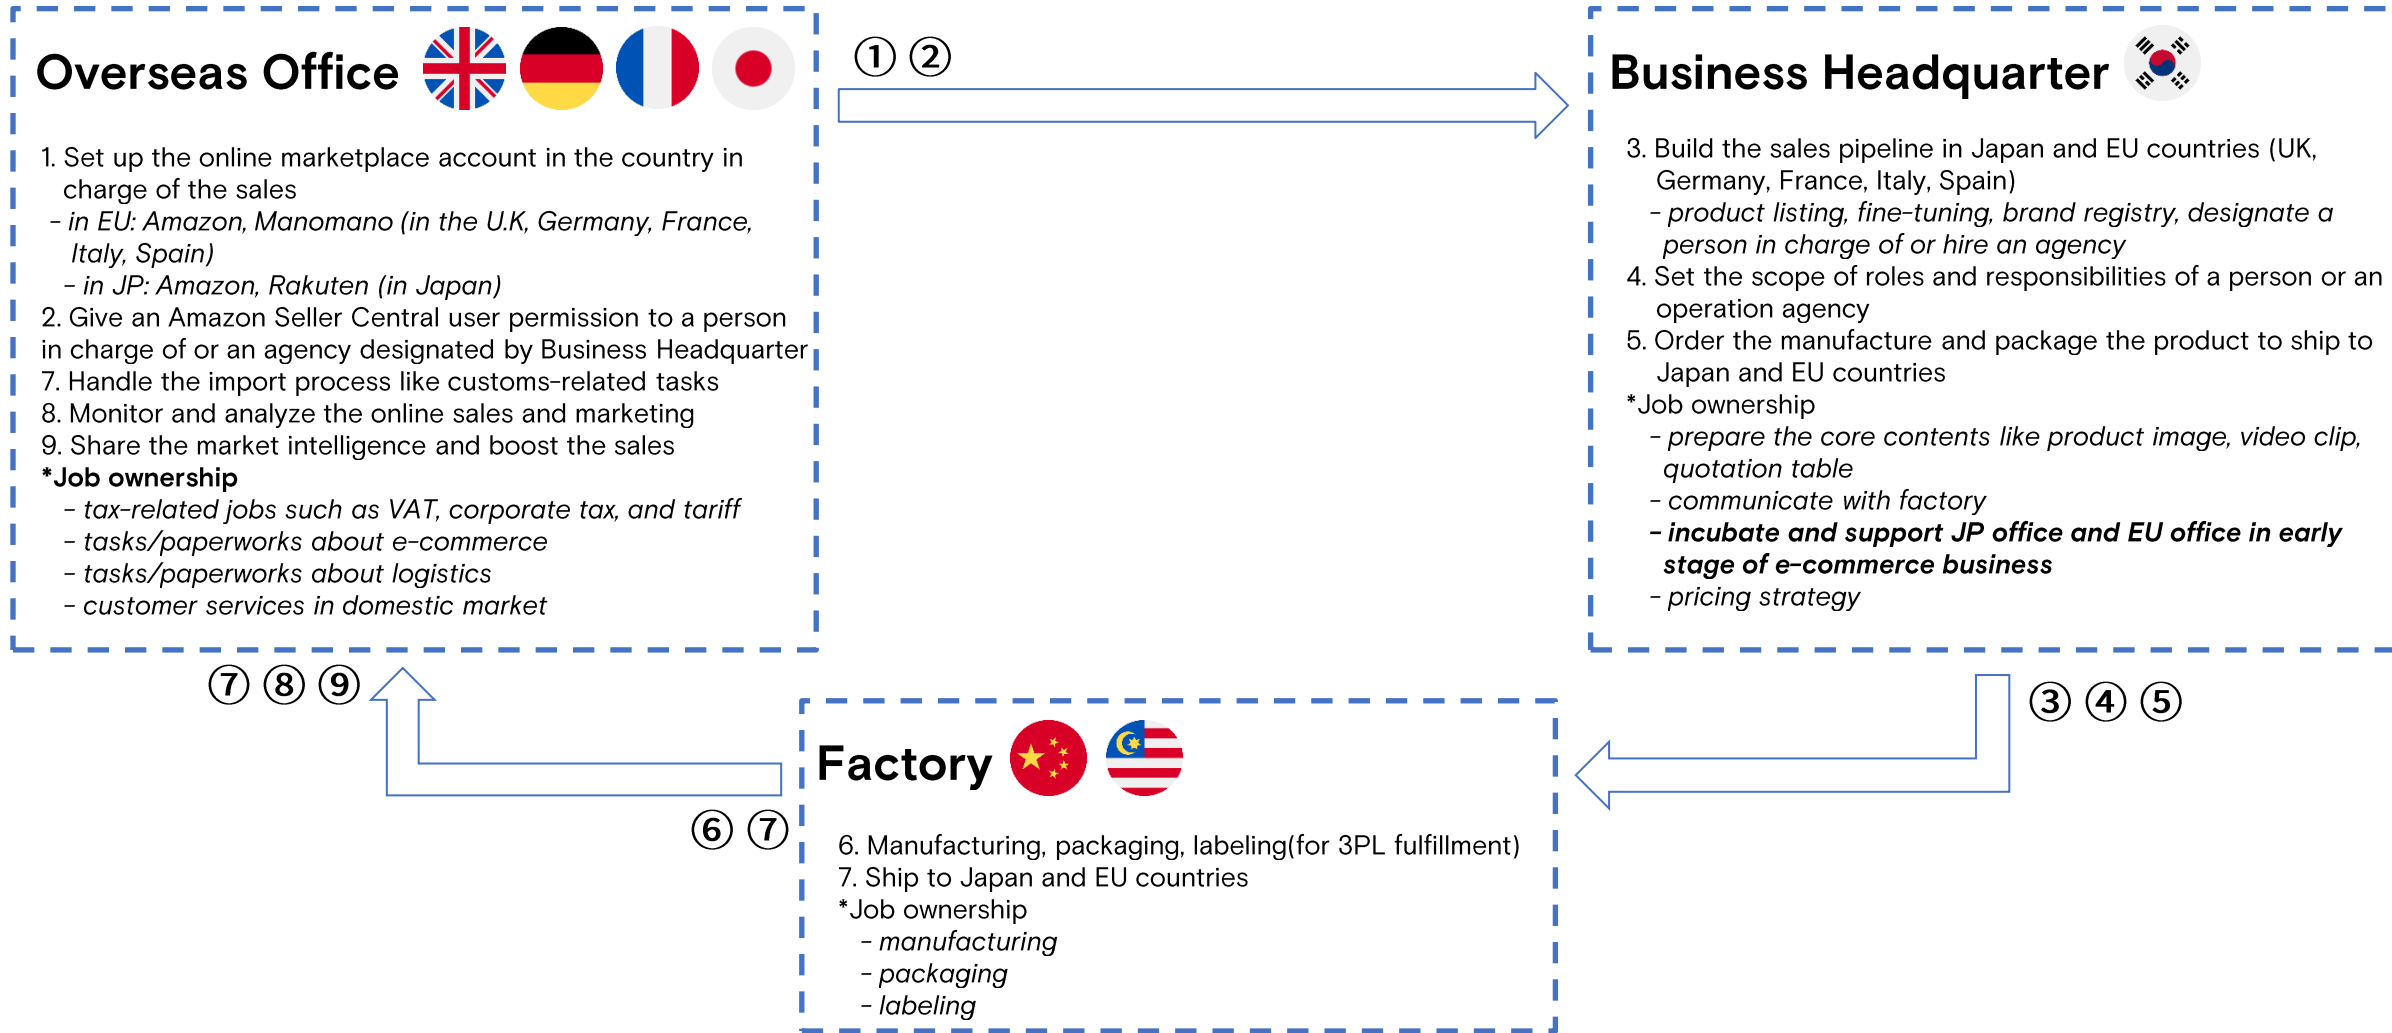 Overseas Office
1. Set up the online marketplace account in the country in
charge of the sales
- in EU: Amazon, Manomano (in the U.K, Germany, France,
Italy, Spain)
- in JP: Amazon, Rakuten (in Japan)
2. Give an Amazon Seller Central user permission to a person
in charge of or an agency designated by Business Headquarter
7. Handle the import process like customs-related tasks
8. Monitor and analyze the online sales and marketing
9. Share the market intelligence and boost the sales
*Job ownership
- tax-related jobs such as VAT, corporate tax, and tariff
- tasks/paperworks about e-commerce
- tasks/paperworks about logistics
- customer services in domestic market
① ②
Business Headquarter
3. Build the sales pipeline in Japan and EU countries (UK,
Germany, France, Italy, Spain)
- product listing, fine-tuning, brand registry, designate a
person in charge of or hire an agency
4. Set the scope of roles and responsibilities of a person or an
operation agency
5. Order the manufacture and package the product to ship to
Japan and EU countries
*Job ownership
- prepare the core contents like product image, video clip,
quotation table
- communicate with factory
- incubate and support JP office and EU office in early
stage of e-commerce business
- pricing strategy
③ ④ ⑤
Factory
6. Manufacturing, packaging, labeling(for 3PL fulfillment)
7. Ship to Japan and EU countries
*Job ownership
- manufacturing
- packaging
- labeling
⑥ ⑦
⑦ ⑧ ⑨